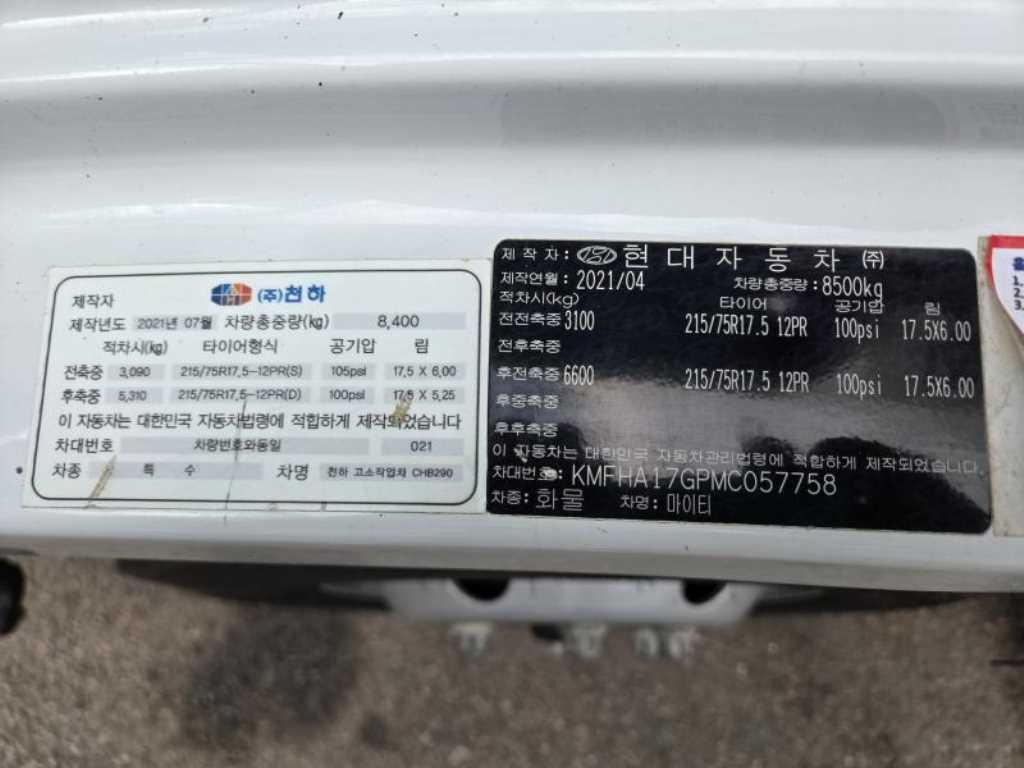 제작자 (주)천하
제작년도 2021년 07월 차량총중량(kg) 8,400
적차시(kg) 타이어형식 공기압 림
전축중 3,090 215/75R17.5-12PR(S) 105psi 17.5 X 6.00
후축중 5,310 215/75R17.5-12PR(D) 100psi 17.5 X 5.25
이 자동차는 대한민국 자동차법령에 적합하게 제작되었습니다
차대번호 차량번호와동일 021
차종 특 수 차명 천하 고소작업차 CHB290
제 작 자 : 현 대 자 동 차 (주)
제작연월 : 2021/04 차량총중량 : 8500kg
적차시(kg) 타이어 공기압 림
전전축중 3100 215/75R17.5 12PR 100psi 17.5X6.00
전후축중
후전축중 6600 215/75R17.5 12PR 100psi 17.5X6.00
후중축중
후후축중
이 자동차는 대한민국 자동차관리법령에 적합하게 제작되었습니다.
차대번호: KMFHA17GPMC057758
차종: 화물 차명: 마이티
1.
2.
3.